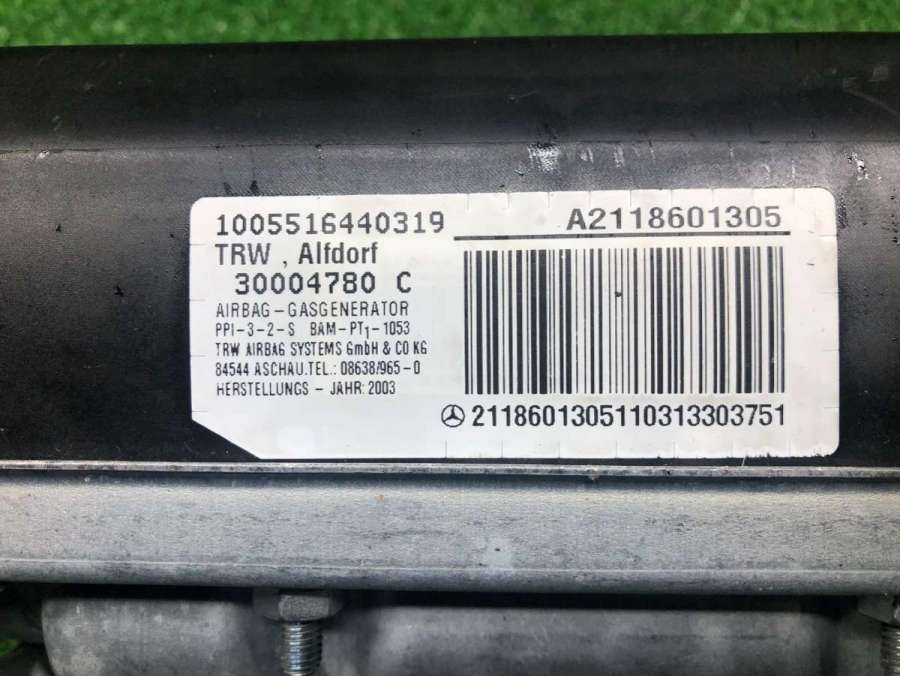 1005516440319 A2118601305
TRW , Alfdorf
30004780 C
AIRBAG-GASGENERATOR
PPI-3-2-S BAM-PT1-1053
TRW AIRBAG SYSTEMS GmbH & CO KG
84544 ASCHAU.TEL.: 08638/965-0
HERSTELLUNGS - JAHR: 2003
2118601305110313303751